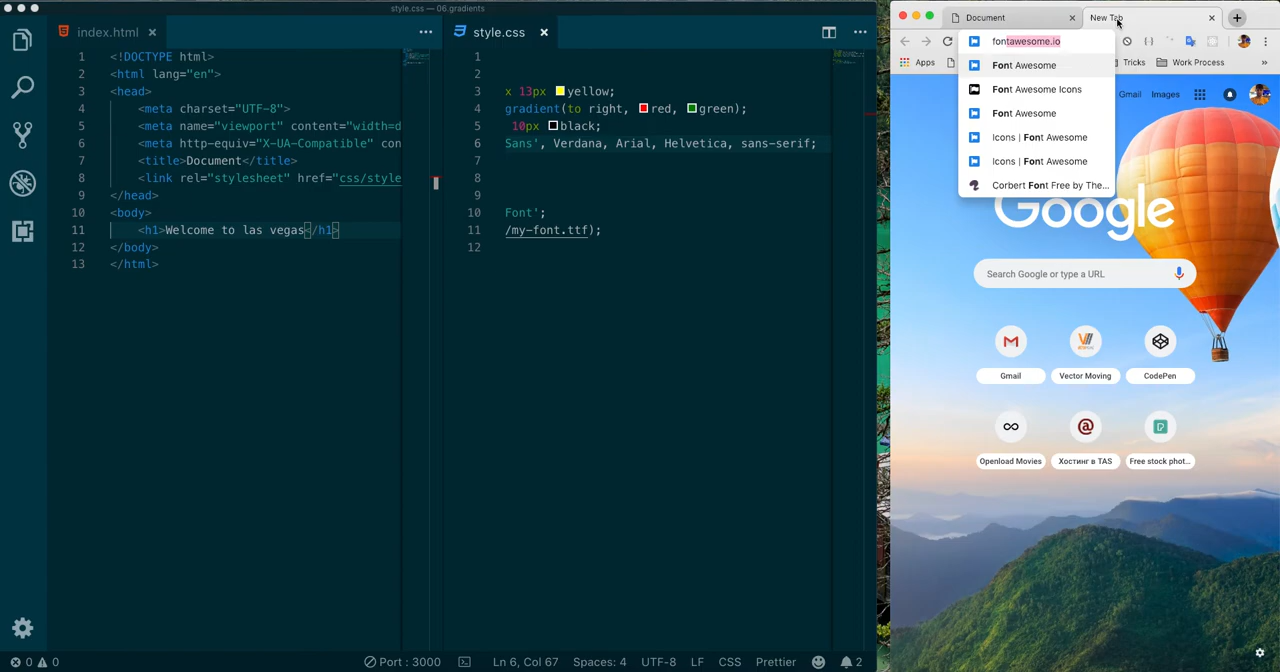 style.css — 06.gradients
index.html
style.css
1 <!DOCTYPE html>
2 <html lang="en">
3 <head>
4 <meta charset="UTF-8">
5 <meta name="viewport" content="width=d
6 <meta http-equiv="X-UA-Compatible" con
7 <title>Document</title>
8 <link rel="stylesheet" href="css/style
9 </head>
10 <body>
11 <h1>Welcome to las vegas</h1>
12 </body>
13 </html>
1
2
3 x 13px yellow;
4 gradient(to right, red, green);
5 10px black;
6 Sans', Verdana, Arial, Helvetica, sans-serif;
7
8
9
10 Font';
11 /my-font.ttf);
12
0 0
Port : 3000
Ln 6, Col 67
Spaces: 4
UTF-8
LF
CSS
Prettier
2
Document
New Tab
fontawesome.io
Font Awesome
Font Awesome Icons
Font Awesome
Icons | Font Awesome
Icons | Font Awesome
Corbert Font Free by The...
Apps
Tricks
Work Process
Gmail
Images
Google
Search Google or type a URL
Gmail
Vector Moving
CodePen
Openload Movies
Хостинг в TAS
Free stock phot...